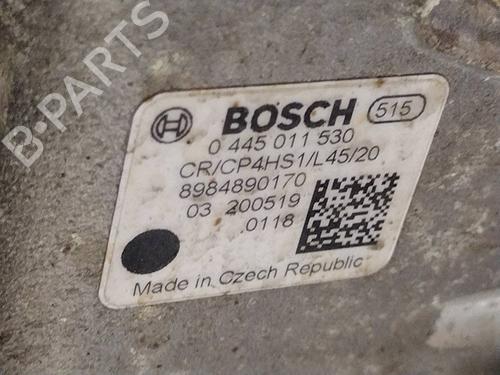 B-PARTS
BOSCH 515
0 445 011 530
CR/CP4HS1/L45/20
8984890170
03 200519
.0118
Made in Czech Republic